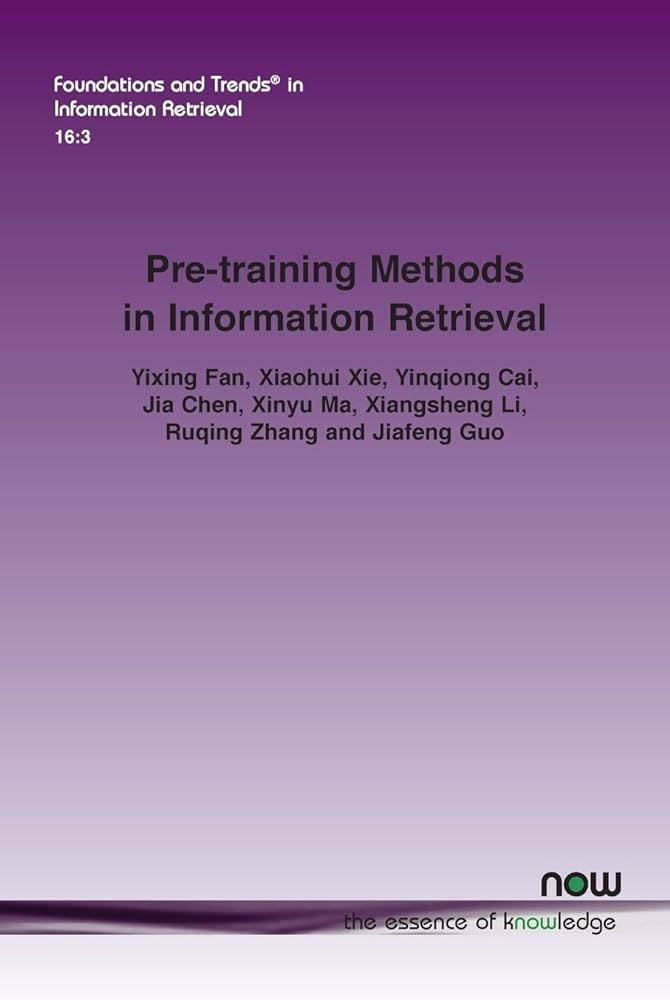 Foundations and Trends® in
Information Retrieval
16:3
Pre-training Methods
in Information Retrieval
Yixing Fan, Xiaohui Xie, Yinqiong Cai,
Jia Chen, Xinyu Ma, Xiangsheng Li,
Ruqing Zhang and Jiafeng Guo
now
the essence of knowledge